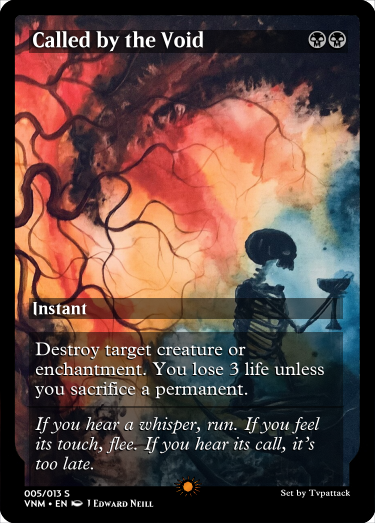 Called by the Void
Instant
Destroy target creature or
enchantment. You lose 3 life unless
you sacrifice a permanent.
If you hear a whisper, run. If you feel
its touch, flee. If you hear its call, it's
too late.
005/013 S
VNM • EN J Edward Neill
Set by Tvpattack